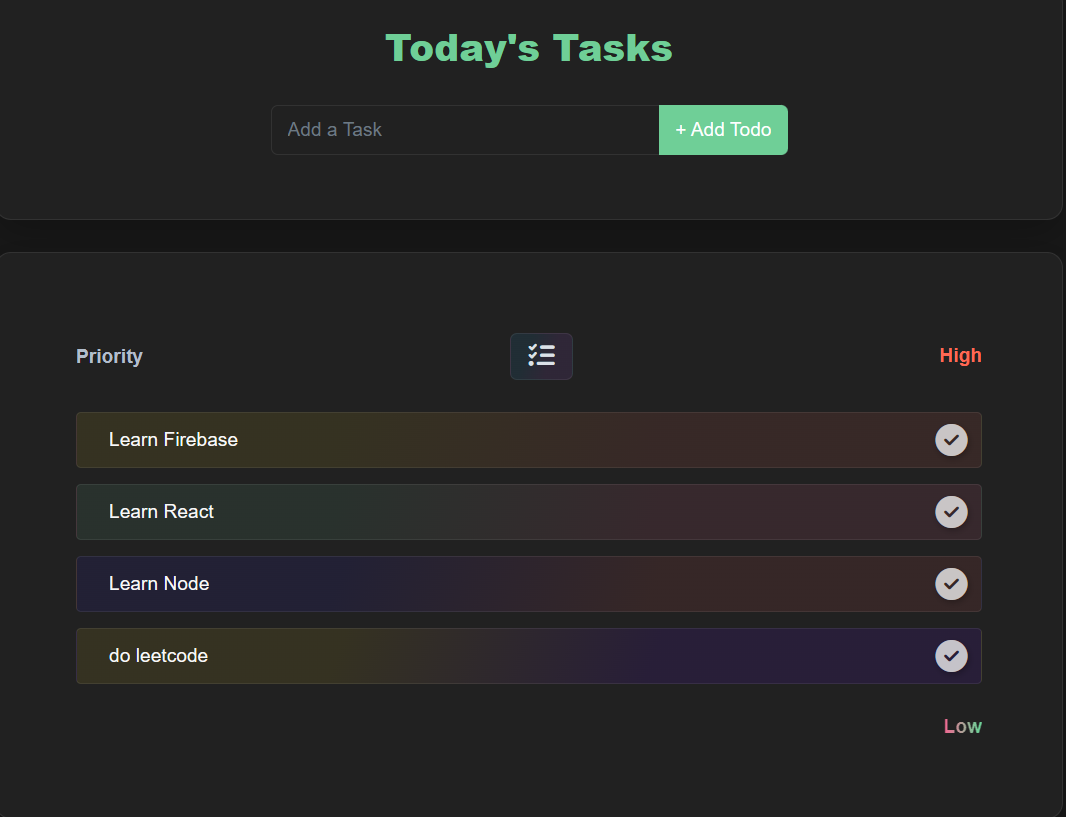 Today's Tasks
Add a Task
+ Add Todo
Priority
High
Learn Firebase
Learn React
Learn Node
do leetcode
Low